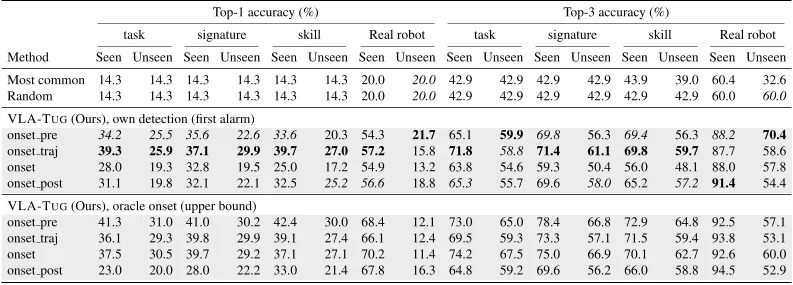 Top-1 accuracy (%) Top-3 accuracy (%)
task signature skill Real robot task signature skill Real robot
Method Seen Unseen Seen Unseen Seen Unseen Seen Unseen Seen Unseen Seen Unseen Seen Unseen Seen Unseen
Most common 14.3 14.3 14.3 14.3 14.3 14.3 20.0 20.0 42.9 42.9 42.9 42.9 43.9 39.0 60.4 32.6
Random 14.3 14.3 14.3 14.3 14.3 14.3 20.0 20.0 42.9 42.9 42.9 42.9 42.9 42.9 60.0 60.0
VLA-TUG (Ours), own detection (first alarm)
onset_pre 34.2 25.5 35.6 22.6 33.6 20.3 54.3 21.7 65.1 59.9 69.8 56.3 69.4 56.3 88.2 70.4
onset_traj 39.3 25.9 37.1 29.9 39.7 27.0 57.2 15.8 71.8 58.8 71.4 61.1 69.8 59.7 87.7 58.6
onset 28.0 19.3 32.8 19.5 25.0 17.2 54.9 13.2 63.8 54.6 59.3 50.4 56.0 48.1 88.0 57.8
onset_post 31.1 19.8 32.1 22.1 32.5 25.2 56.6 18.8 65.3 55.7 69.6 58.0 65.2 57.2 91.4 54.4
VLA-TUG (Ours), oracle onset (upper bound)
onset_pre 41.3 31.0 41.0 30.2 42.4 30.0 68.4 12.1 73.0 65.0 78.4 66.8 72.9 64.8 92.5 57.1
onset_traj 36.1 29.3 39.8 29.9 39.1 27.4 66.1 12.4 69.5 59.3 73.3 57.1 71.5 59.4 93.8 53.1
onset 37.5 30.5 39.7 29.2 37.1 27.1 70.2 11.4 74.2 67.5 75.0 66.9 70.1 62.7 92.6 60.0
onset_post 23.0 20.0 28.0 22.2 33.0 21.4 67.8 16.3 64.8 59.2 69.6 56.2 66.0 58.8 94.5 52.9